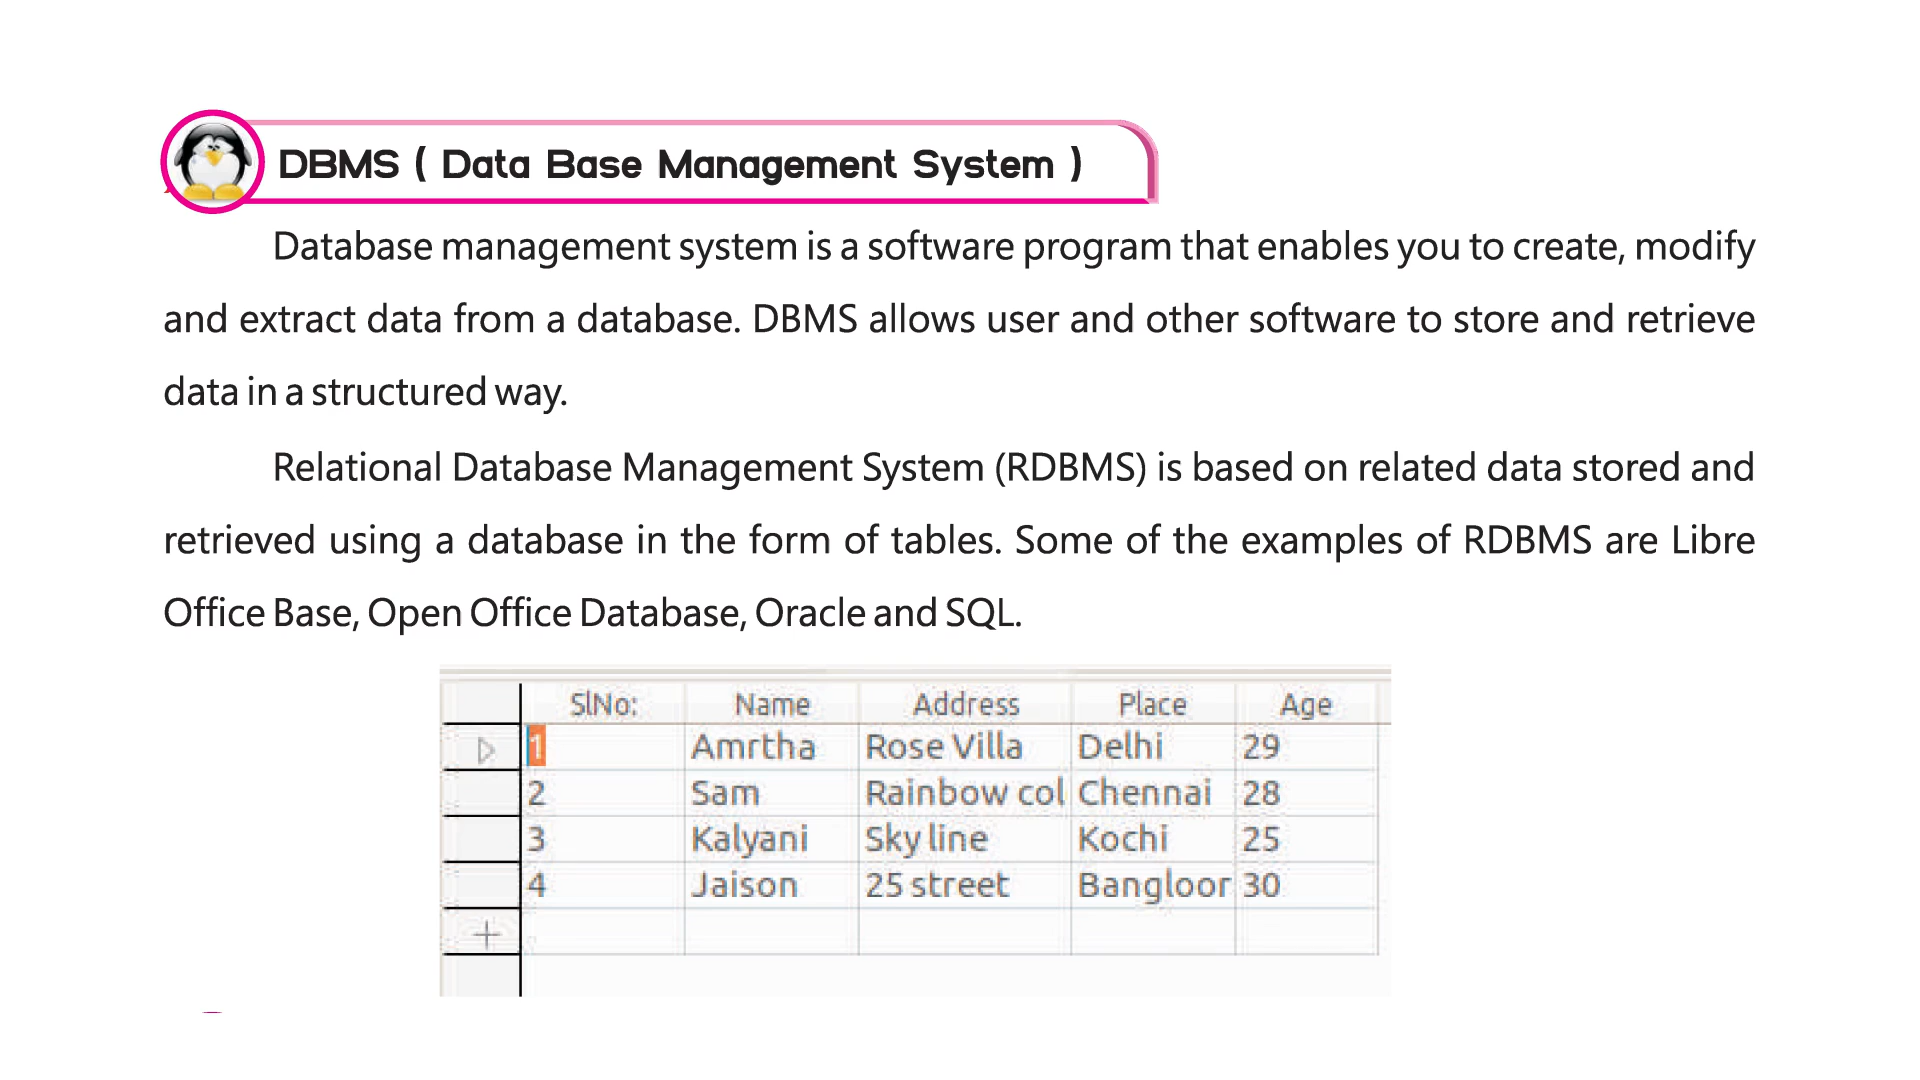 DBMS ( Data Base Management System )
Database management system is a software program that enables you to create, modify
and extract data from a database. DBMS allows user and other software to store and retrieve
data in a structured way.
Relational Database Management System (RDBMS) is based on related data stored and
retrieved using a database in the form of tables. Some of the examples of RDBMS are Libre
Office Base, Open Office Database, Oracle and SQL.
SlNo: Name Address Place Age
1 Amrtha Rose Villa Delhi 29
2 Sam Rainbow col Chennai 28
3 Kalyani Sky line Kochi 25
4 Jaison 25 street Bangloor 30